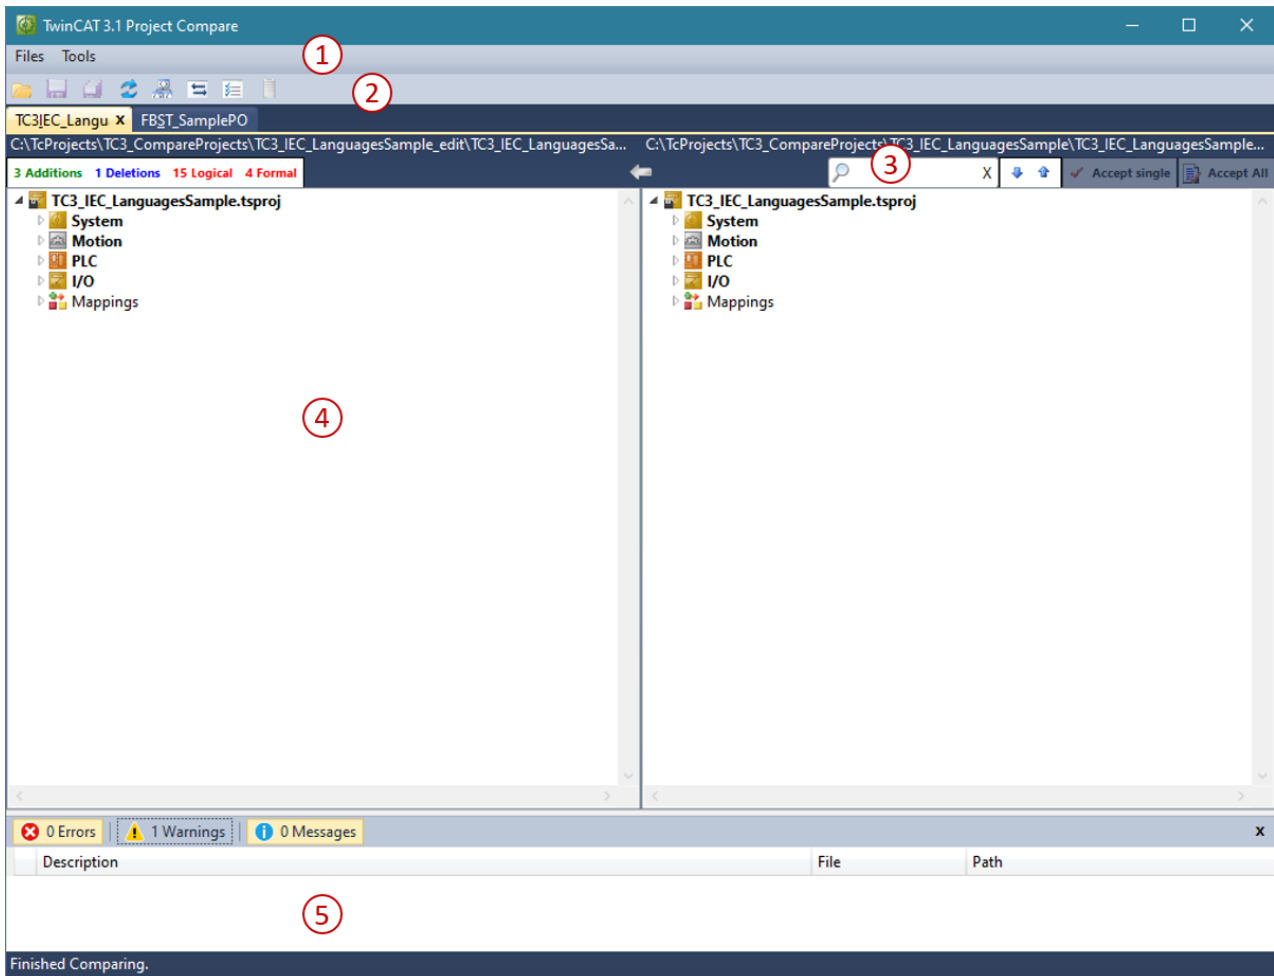 TwinCAT 3.1 Project Compare
Files Tools 1
2
TC3IEC_Langu X FBST_SamplePO
C:\TcProjects\TC3_CompareProjects\TC3_IEC_LanguagesSample_edit\TC3_IEC_LanguagesSa... C:\TcProjects\TC3_CompareProjects\TC3_IEC_LanguagesSample\TC3_IEC_LanguagesSample...
3 Additions 1 Deletions 15 Logical 4 Formal 3 X Accept single Accept All
TC3_IEC_LanguagesSample.tsproj TC3_IEC_LanguagesSample.tsproj
System System
Motion Motion
PLC PLC
I/O I/O
Mappings Mappings
4
0 Errors 1 Warnings 0 Messages x
Description File Path
5
Finished Comparing.